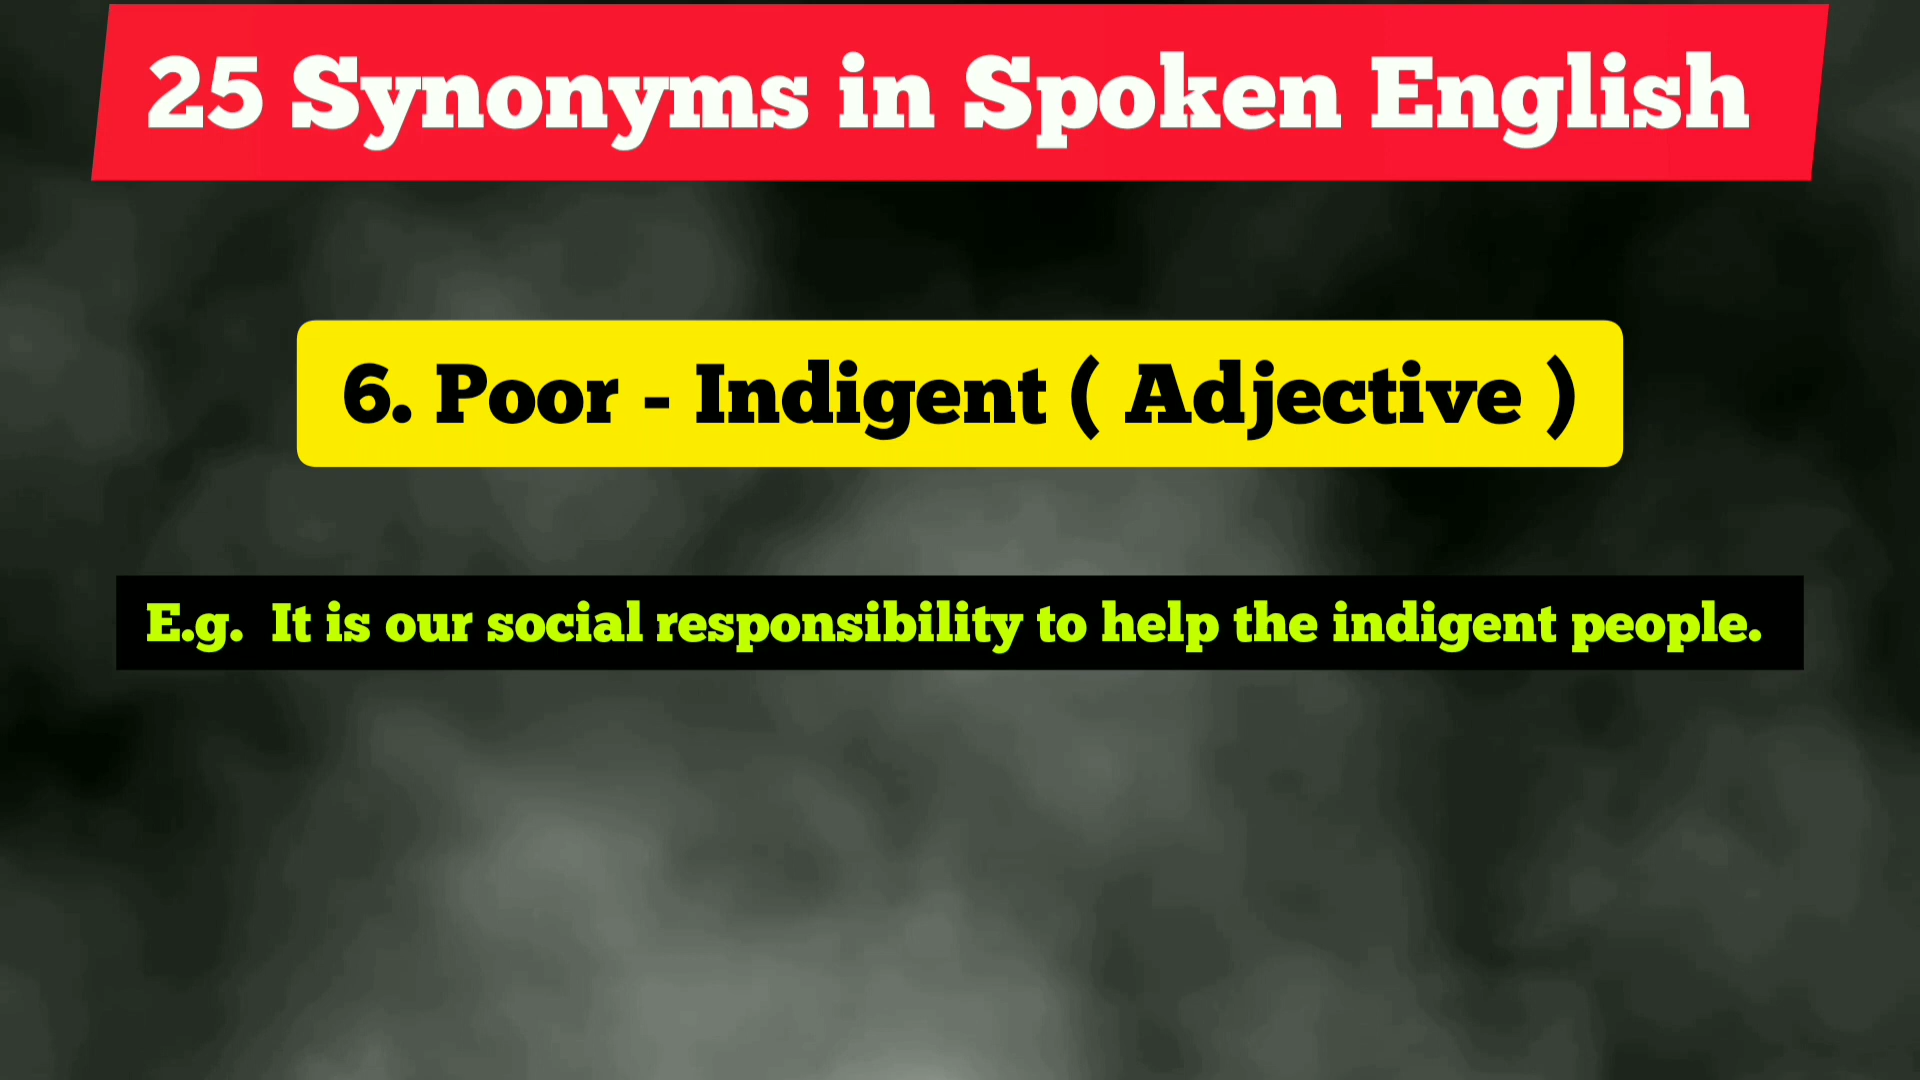 25 Synonyms in Spoken English
6. Poor - Indigent ( Adjective )
E.g. It is our social responsibility to help the indigent people.